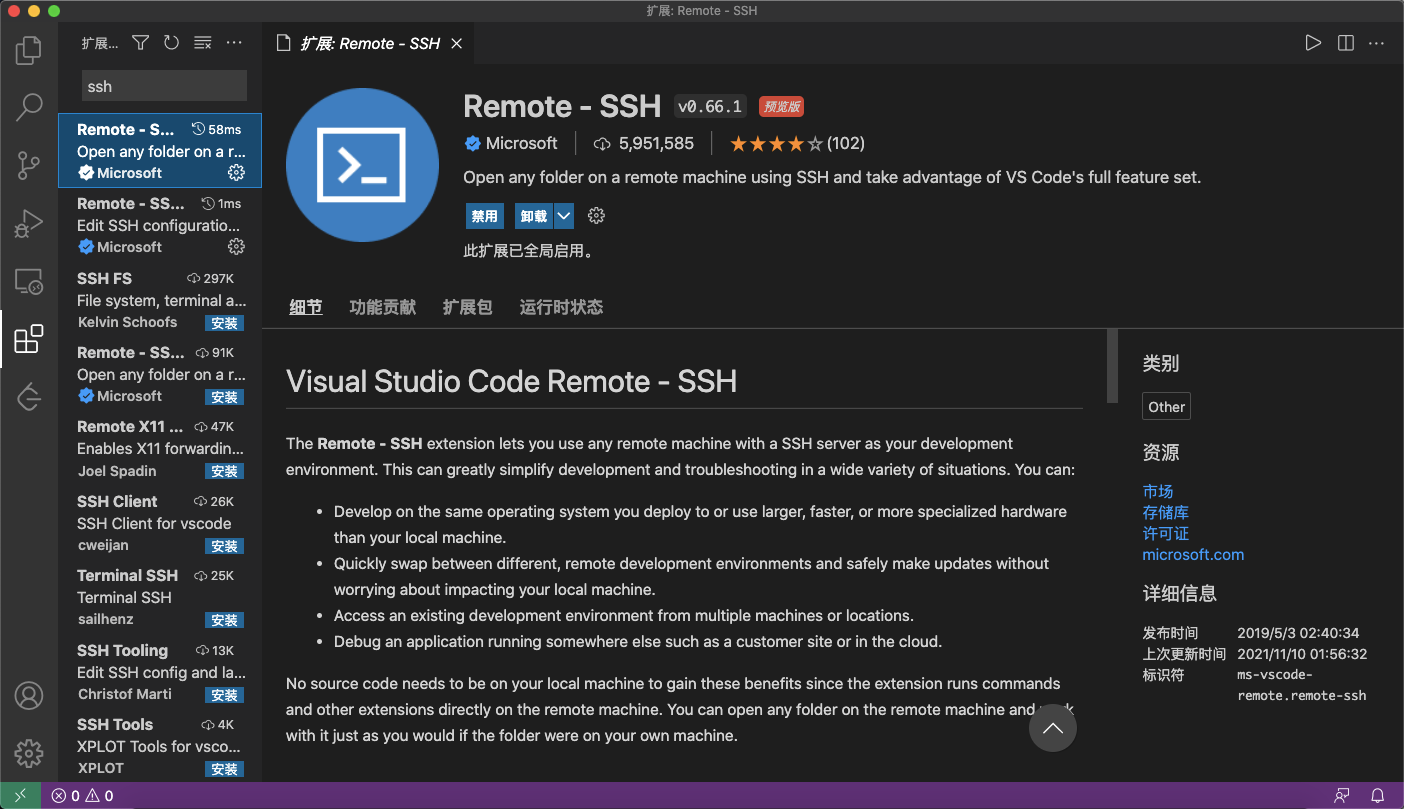 扩展: Remote - SSH
扩展...
扩展: Remote - SSH
ssh
Remote - S... 58ms
Open any folder on a r...
Microsoft
Remote - SS... 1ms
Edit SSH configuratio...
Microsoft
SSH FS 297K
File system, terminal a...
Kelvin Schoofs 安装
Remote - SS... 91K
Open any folder on a r...
Microsoft 安装
Remote X11 ... 47K
Enables X11 forwardin...
Joel Spadin 安装
SSH Client 26K
SSH Client for vscode
cweijan 安装
Terminal SSH 25K
Terminal SSH
sailhenz 安装
SSH Tooling 13K
Edit SSH config and la...
Christof Marti 安装
SSH Tools 4K
XPLOT Tools for vsco...
XPLOT 安装
Remote - SSH v0.66.1 预览版
Microsoft 5,951,585 (102)
Open any folder on a remote machine using SSH and take advantage of VS Code's full feature set.
禁用 卸载
此扩展已全局启用。
细节 功能贡献 扩展包 运行时状态
Visual Studio Code Remote - SSH
The Remote - SSH extension lets you use any remote machine with a SSH server as your development
environment. This can greatly simplify development and troubleshooting in a wide variety of situations. You can:
• Develop on the same operating system you deploy to or use larger, faster, or more specialized hardware
than your local machine.
• Quickly swap between different, remote development environments and safely make updates without
worrying about impacting your local machine.
• Access an existing development environment from multiple machines or locations.
• Debug an application running somewhere else such as a customer site or in the cloud.
No source code needs to be on your local machine to gain these benefits since the extension runs commands
and other extensions directly on the remote machine. You can open any folder on the remote machine and
with it just as you would if the folder were on your own machine.
类别
Other
资源
市场
存储库
许可证
microsoft.com
详细信息
发布时间 2019/5/3 02:40:34
上次更新时间 2021/11/10 01:56:32
标识符 ms-vscode-
remote.remote-ssh
0 0